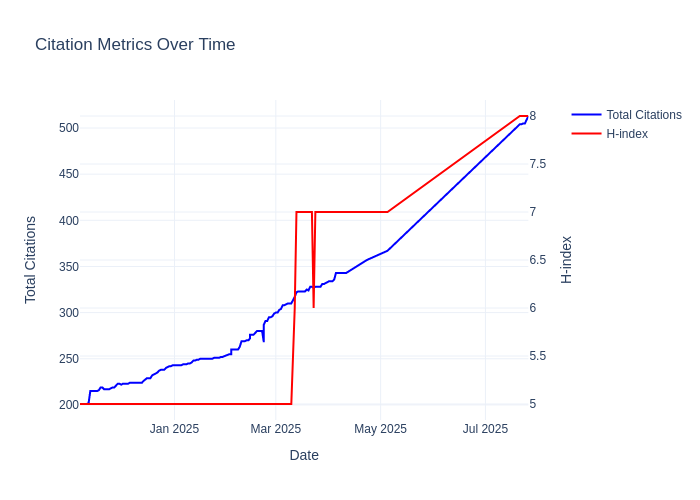 Citation Metrics Over Time
Total Citations
H-index
500
450
400
350
300
250
200
8
7.5
7
6.5
6
5.5
5
Total Citations
H-index
Jan 2025
Mar 2025
May 2025
Jul 2025
Date